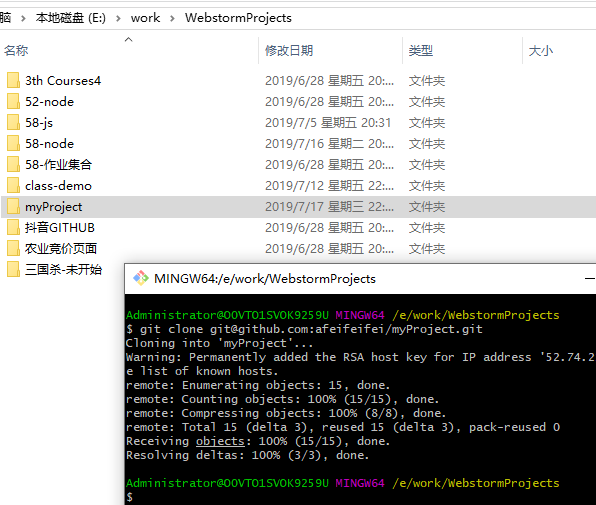 脑 › 本地磁盘 (E:) › work › WebstormProjects
名称 修改日期 类型 大小
3th Courses4 2019/6/28 星期五 20:... 文件夹
52-node 2019/6/28 星期五 20:... 文件夹
58-js 2019/7/5 星期五 20:31 文件夹
58-node 2019/7/16 星期二 20:... 文件夹
58-作业集合 2019/6/28 星期五 20:... 文件夹
class-demo 2019/7/12 星期五 22:... 文件夹
myProject 2019/7/17 星期三 22:... 文件夹
抖音GITHUB 2019/6/28 星期五 20:... 文件夹
农业竞价页面 2019/6/28 星期五 20:... 文件夹
三国杀-未开始
MINGW64:/e/work/WebstormProjects
Administrator@OOVTO1SVOK9259U MINGW64 /e/work/WebstormProjects
$ git clone git@github.com:afeifeifei/myProject.git
Cloning into 'myProject'...
Warning: Permanently added the RSA host key for IP address '52.74.2
e list of known hosts.
remote: Enumerating objects: 15, done.
remote: Counting objects: 100% (15/15), done.
remote: Compressing objects: 100% (8/8), done.
remote: Total 15 (delta 3), reused 15 (delta 3), pack-reused 0
Receiving objects: 100% (15/15), done.
Resolving deltas: 100% (3/3), done.
Administrator@OOVTO1SVOK9259U MINGW64 /e/work/WebstormProjects
$